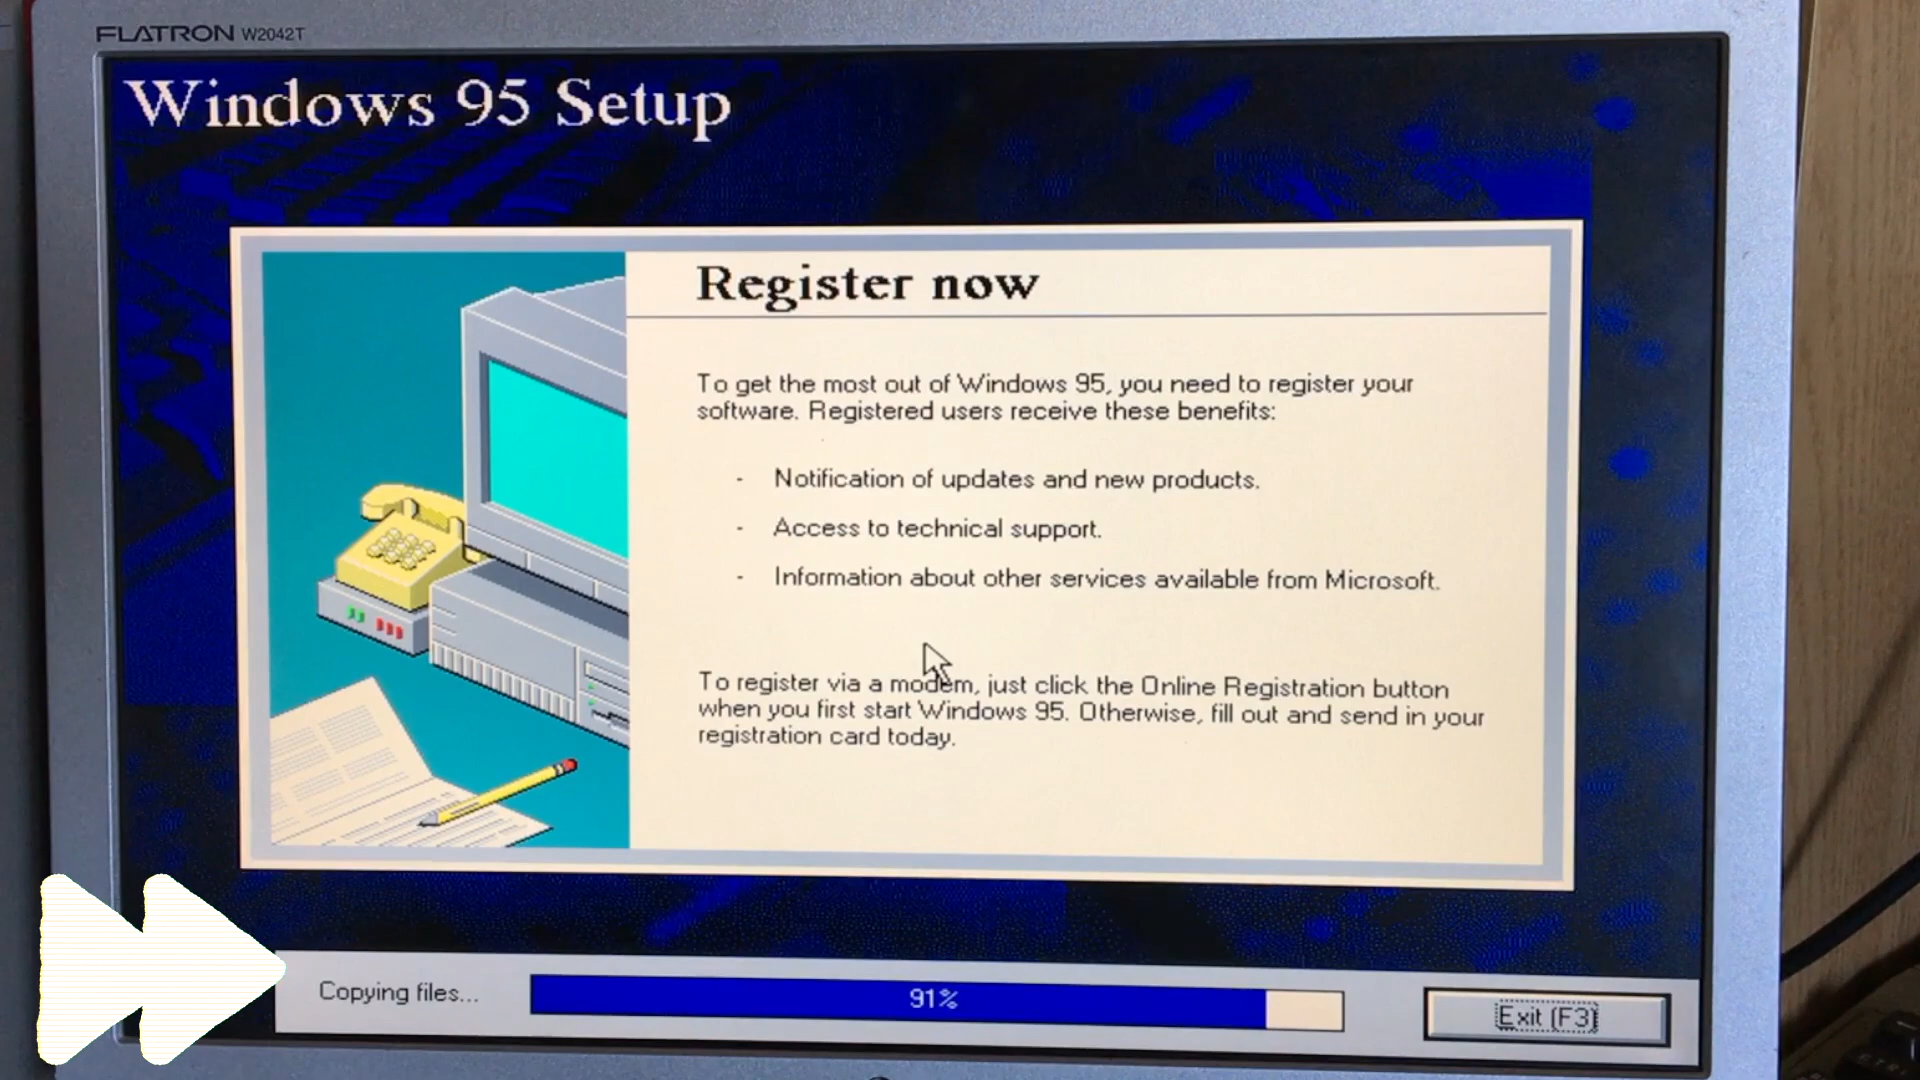 FLATRON W2042T
Windows 95 Setup
Register now
To get the most out of Windows 95, you need to register your
software. Registered users receive these benefits:
- Notification of updates and new products.
- Access to technical support.
- Information about other services available from Microsoft.
To register via a modem, just click the Online Registration button
when you first start Windows 95. Otherwise, fill out and send in your
registration card today.
Copying files...
91%
Exit (F3)